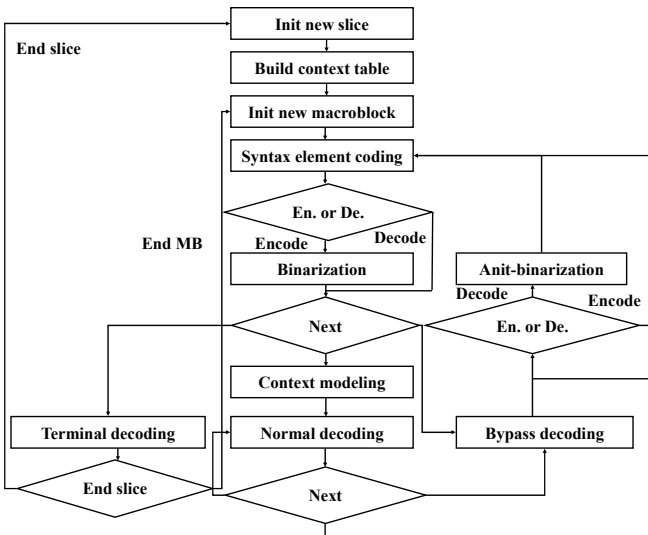 Init new slice
End slice
Build context table
Init new macroblock
Syntax element coding
En. or De.
End MB
Encode
Decode
Binarization
Anit-binarization
Decode
Encode
Next
En. or De.
Context modeling
Terminal decoding
Normal decoding
Bypass decoding
End slice
Next